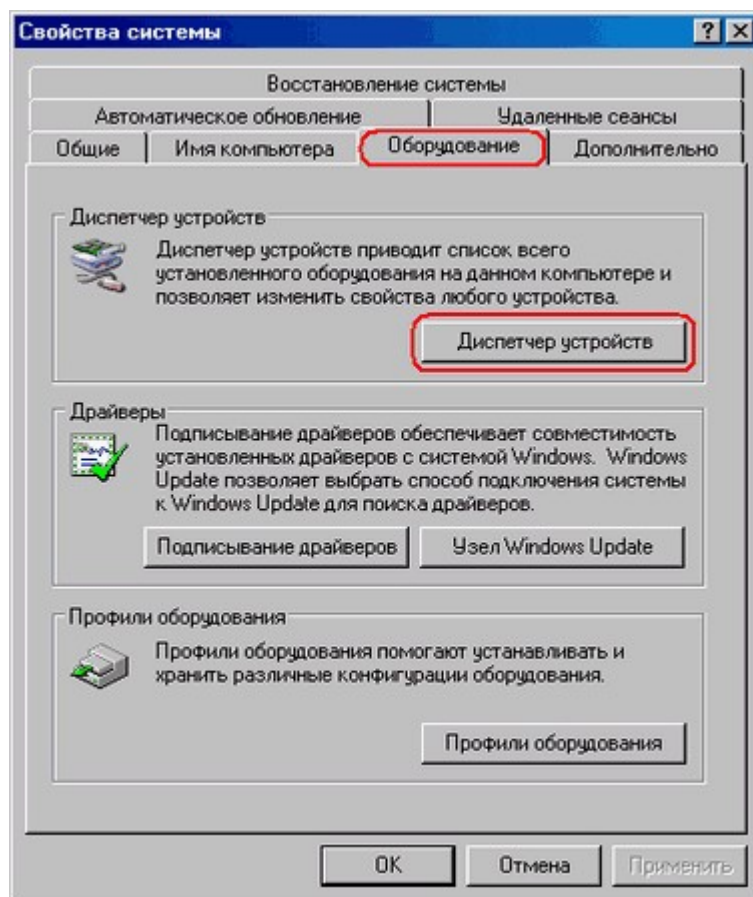 Свойства системы
Восстановление системы
Автоматическое обновление Удаленные сеансы
Общие Имя компьютера Оборудование Дополнительно
Диспетчер устройств
Диспетчер устройств приводит список всего
установленного оборудования на данном компьютере и
позволяет изменить свойства любого устройства.
Диспетчер устройств
Драйверы
Подписывание драйверов обеспечивает совместимость
установленных драйверов с системой Windows. Windows
Update позволяет выбрать способ подключения системы
к Windows Update для поиска драйверов.
Подписывание драйверов Узел Windows Update
Профили оборудования
Профили оборудования помогают устанавливать и
хранить различные конфигурации оборудования.
Профили оборудования
OK Отмена Применить